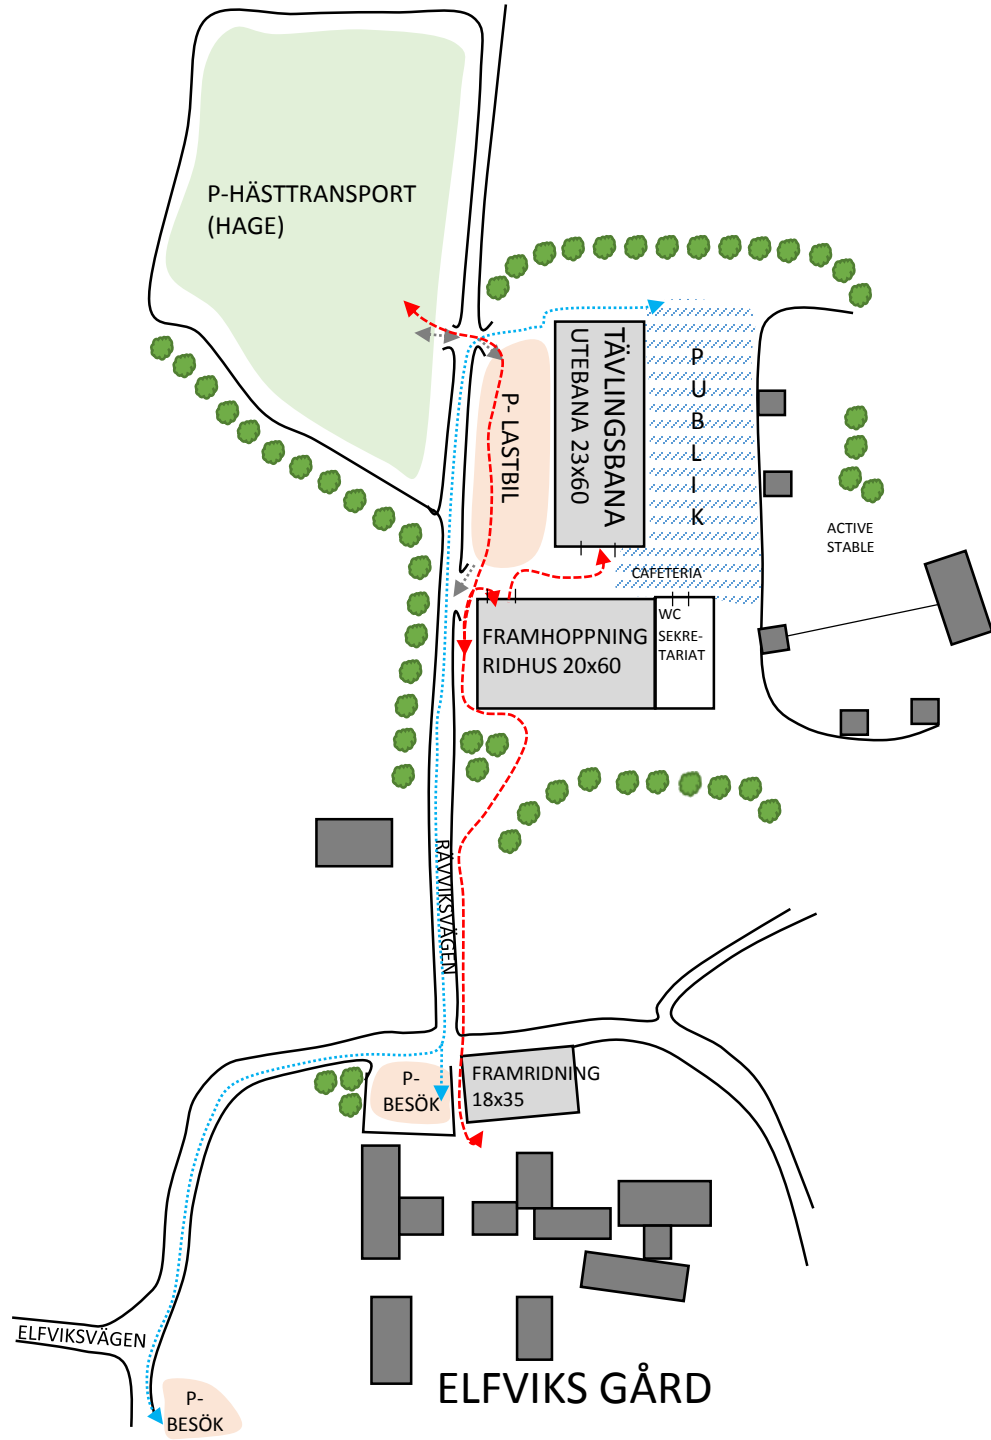 P-HÄSTTRANSPORT
(HAGE)
TÄVLINGSBANA
UTEBANA 23x60
PUBLIK
P- LASTBIL
ACTIVE
STABLE
CAFETERIA
FRAMHOPPNING
RIDHUS 20x60
WC
SEKRE-
TARIAT
RÄVVIKSVÄGEN
P-
BESÖK
FRAMRIDNING
18x35
ELFVIKSVÄGEN
P-
BESÖK
ELFVIKS GÅRD